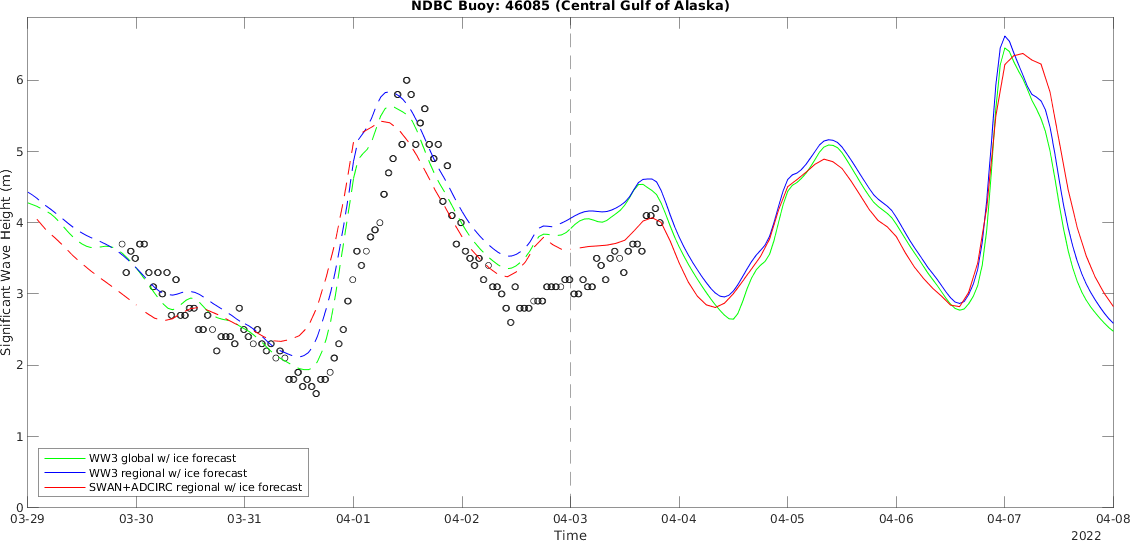 NDBC Buoy: 46085 (Central Gulf of Alaska)
Significant Wave Height (m)
6
5
4
3
2
1
0
WW3 global w/ ice forecast
WW3 regional w/ ice forecast
SWAN+ADCIRC regional w/ ice forecast
03-29 03-30 03-31 04-01 04-02 04-03 04-04 04-05 04-06 04-07 04-08
Time
2022